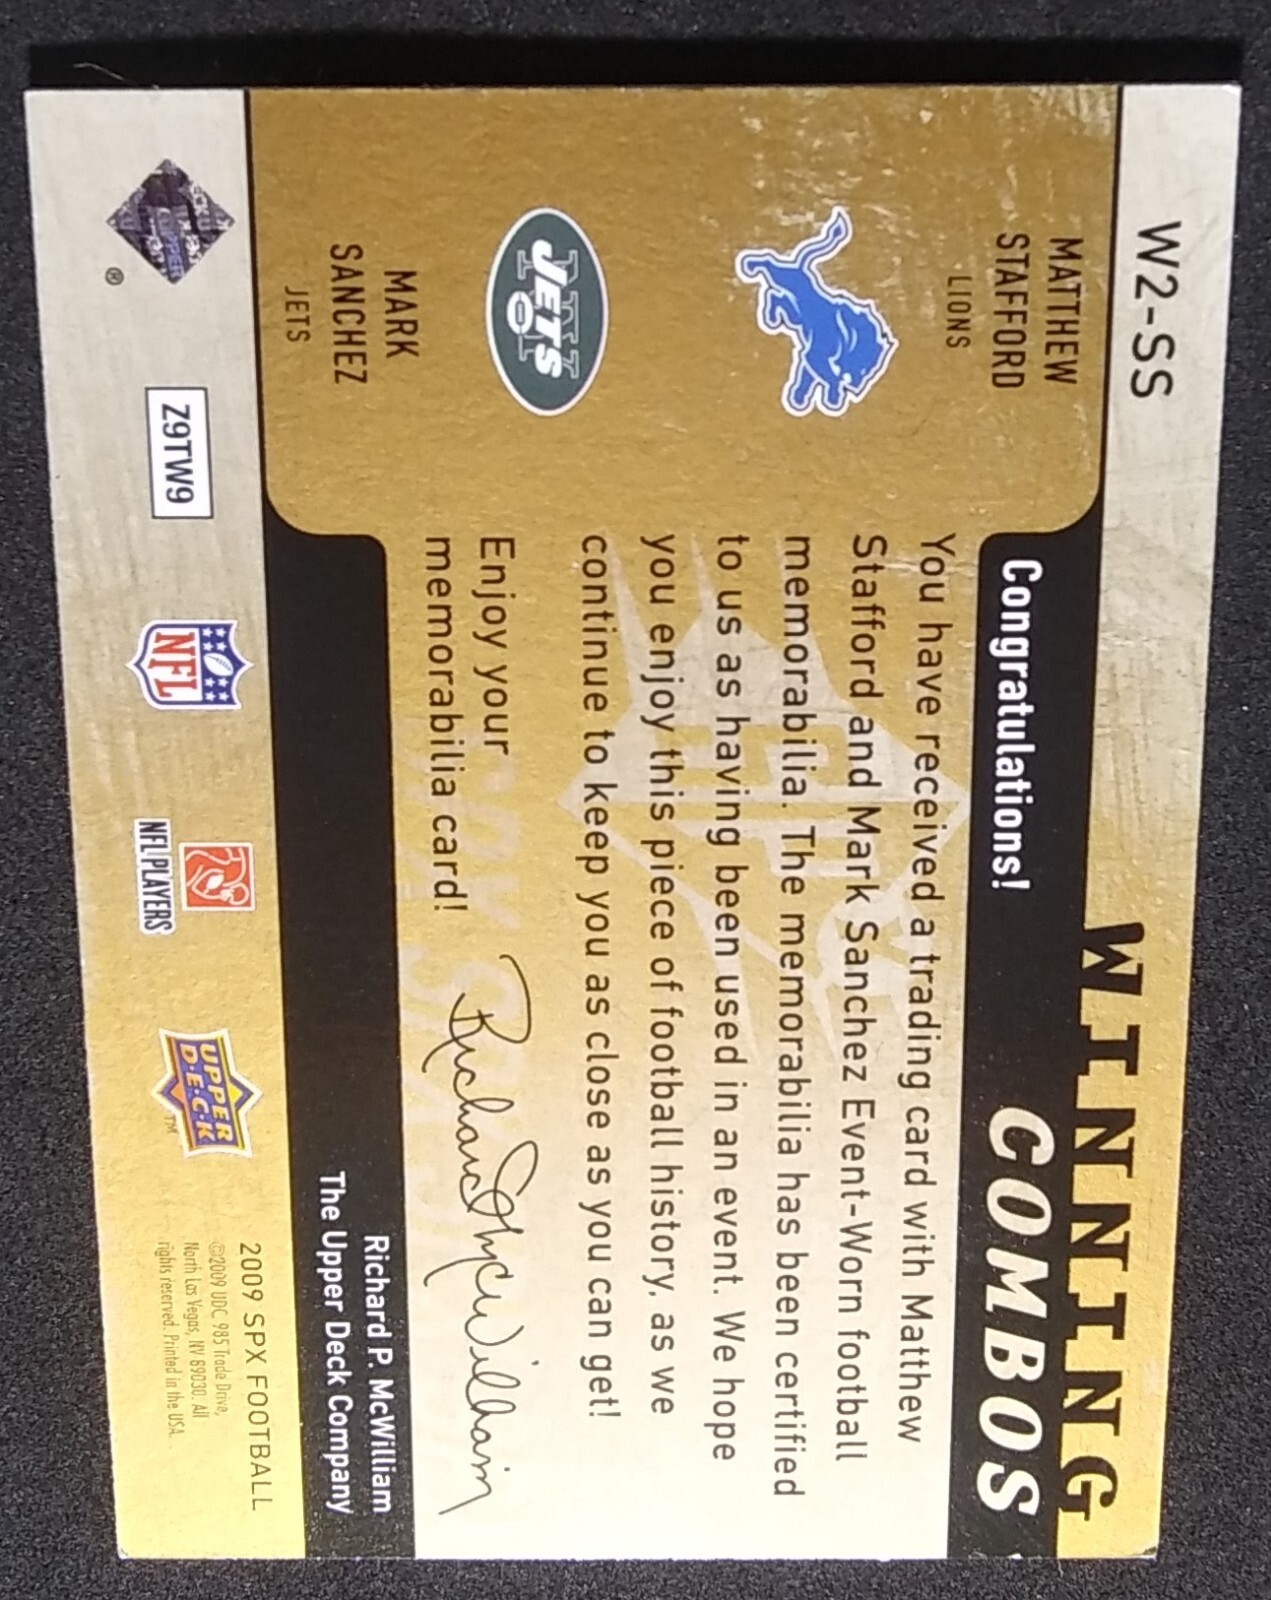 W2-SS
WINNING
COMBOS
MATTHEW
STAFFORD
LIONS
NY
JETS
MARK
SANCHEZ
JETS
Congratulations!
You have received a trading card with Matthew
Stafford and Mark Sanchez Event-Worn football
memorabilia. The memorabilia has been certified
to us as having been used in an event. We hope
you enjoy this piece of football history, as we
continue to keep you as close as you can get!
Enjoy your
memorabilia card!
Richard McWilliam
Richard P. McWilliam
The Upper Deck Company
®
Z9TW9
NFL
NFL PLAYERS
UPPER
D.E.C.K
TM
2009 SPX FOOTBALL
©2009 UDC, 985 Trade Drive,
North Las Vegas, NV 89030. All
rights reserved. Printed in the USA.